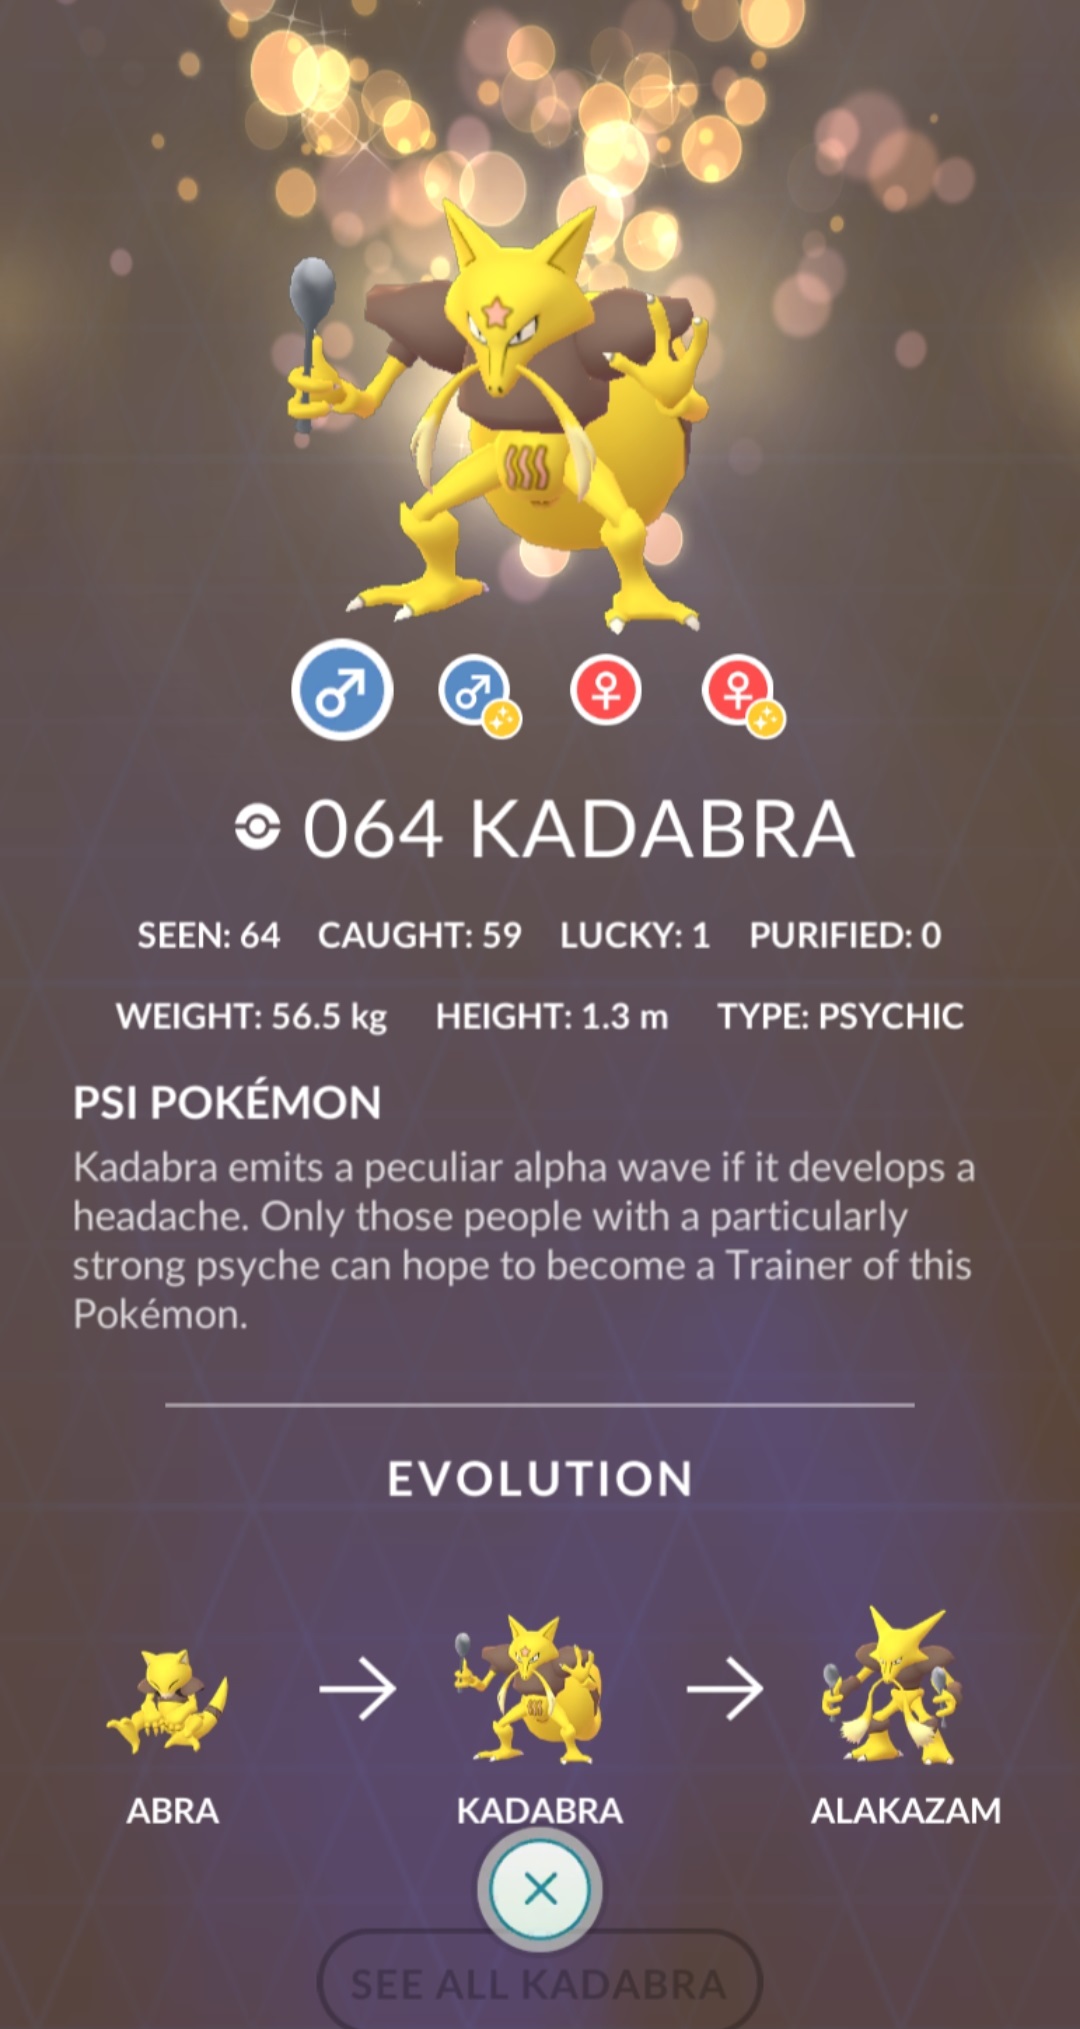 064 KADABRA
SEEN: 64 CAUGHT: 59 LUCKY: 1 PURIFIED: 0
WEIGHT: 56.5 kg HEIGHT: 1.3 m TYPE: PSYCHIC
PSI POKÉMON
Kadabra emits a peculiar alpha wave if it develops a
headache. Only those people with a particularly
strong psyche can hope to become a Trainer of this
Pokémon.
EVOLUTION
ABRA KADABRA ALAKAZAM
SEE ALL KADABRA